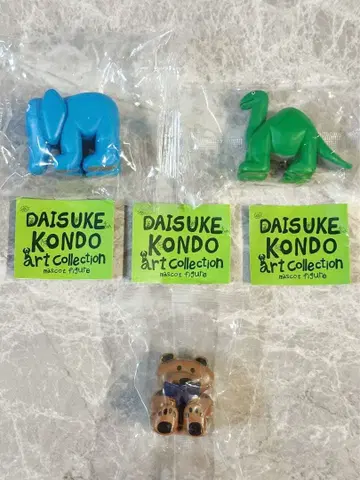 DAISUKE
KONDO
art collection
mascot figure
DAISUKE
KONDO
art collection
mascot figure
DAISUKE
KONDO
art collection
mascot figure